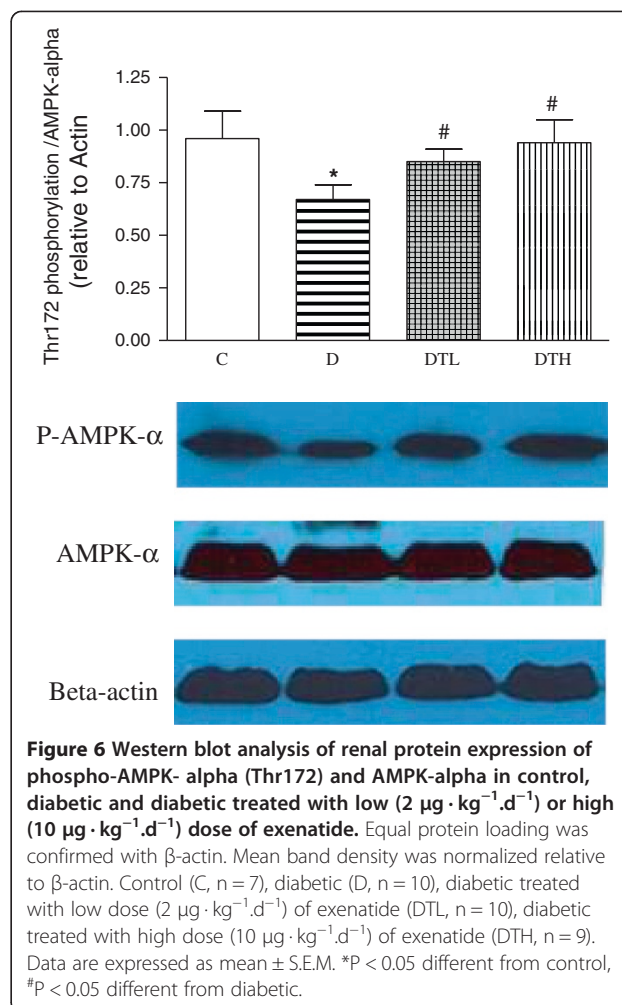 Thr172 phosphorylation /AMPK-alpha
(relative to Actin
1.25
1.00
0.75
0.50
0.25
0.00
*
#
#
C D DTL DTH
P-AMPK-α
AMPK-α
Beta-actin
Figure 6 Western blot analysis of renal protein expression of
phospho-AMPK- alpha (Thr172) and AMPK-alpha in control,
diabetic and diabetic treated with low (2 μg · kg⁻¹.d⁻¹) or high
(10 μg · kg⁻¹.d⁻¹) dose of exenatide. Equal protein loading was
confirmed with β-actin. Mean band density was normalized relative
to β-actin. Control (C, n = 7), diabetic (D, n = 10), diabetic treated
with low dose (2 μg · kg⁻¹.d⁻¹) of exenatide (DTL, n = 10), diabetic
treated with high dose (10 μg · kg⁻¹.d⁻¹) of exenatide (DTH, n = 9).
Data are expressed as mean ± S.E.M. *P < 0.05 different from control,
#P < 0.05 different from diabetic.